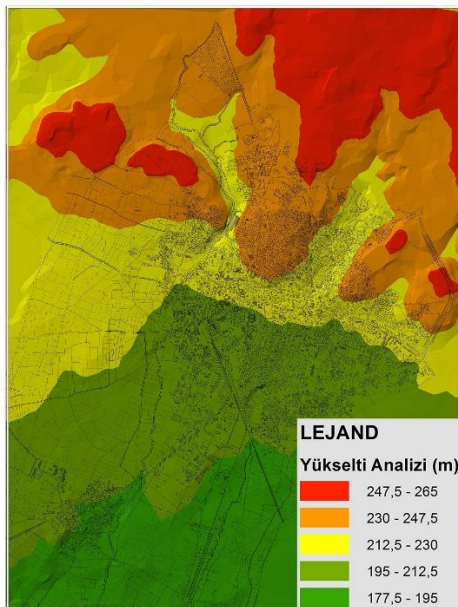 LEJAND
Yükselti Analizi (m)
247,5 - 265
230 - 247,5
212,5 - 230
195 - 212,5
177,5 - 195